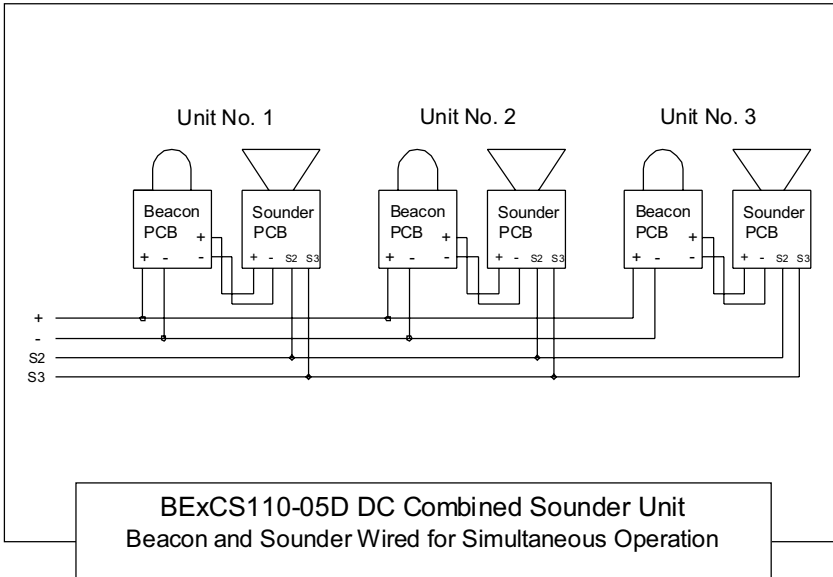 Unit No. 1
Unit No. 2
Unit No. 3
Beacon
PCB
+
-
+ -
Sounder
PCB
+ - S2 S3
Beacon
PCB
+
-
+ -
Sounder
PCB
+ - S2 S3
Beacon
PCB
+
-
+ -
Sounder
PCB
+ - S2 S3
+
-
S2
S3
BExCS110-05D DC Combined Sounder Unit
Beacon and Sounder Wired for Simultaneous Operation